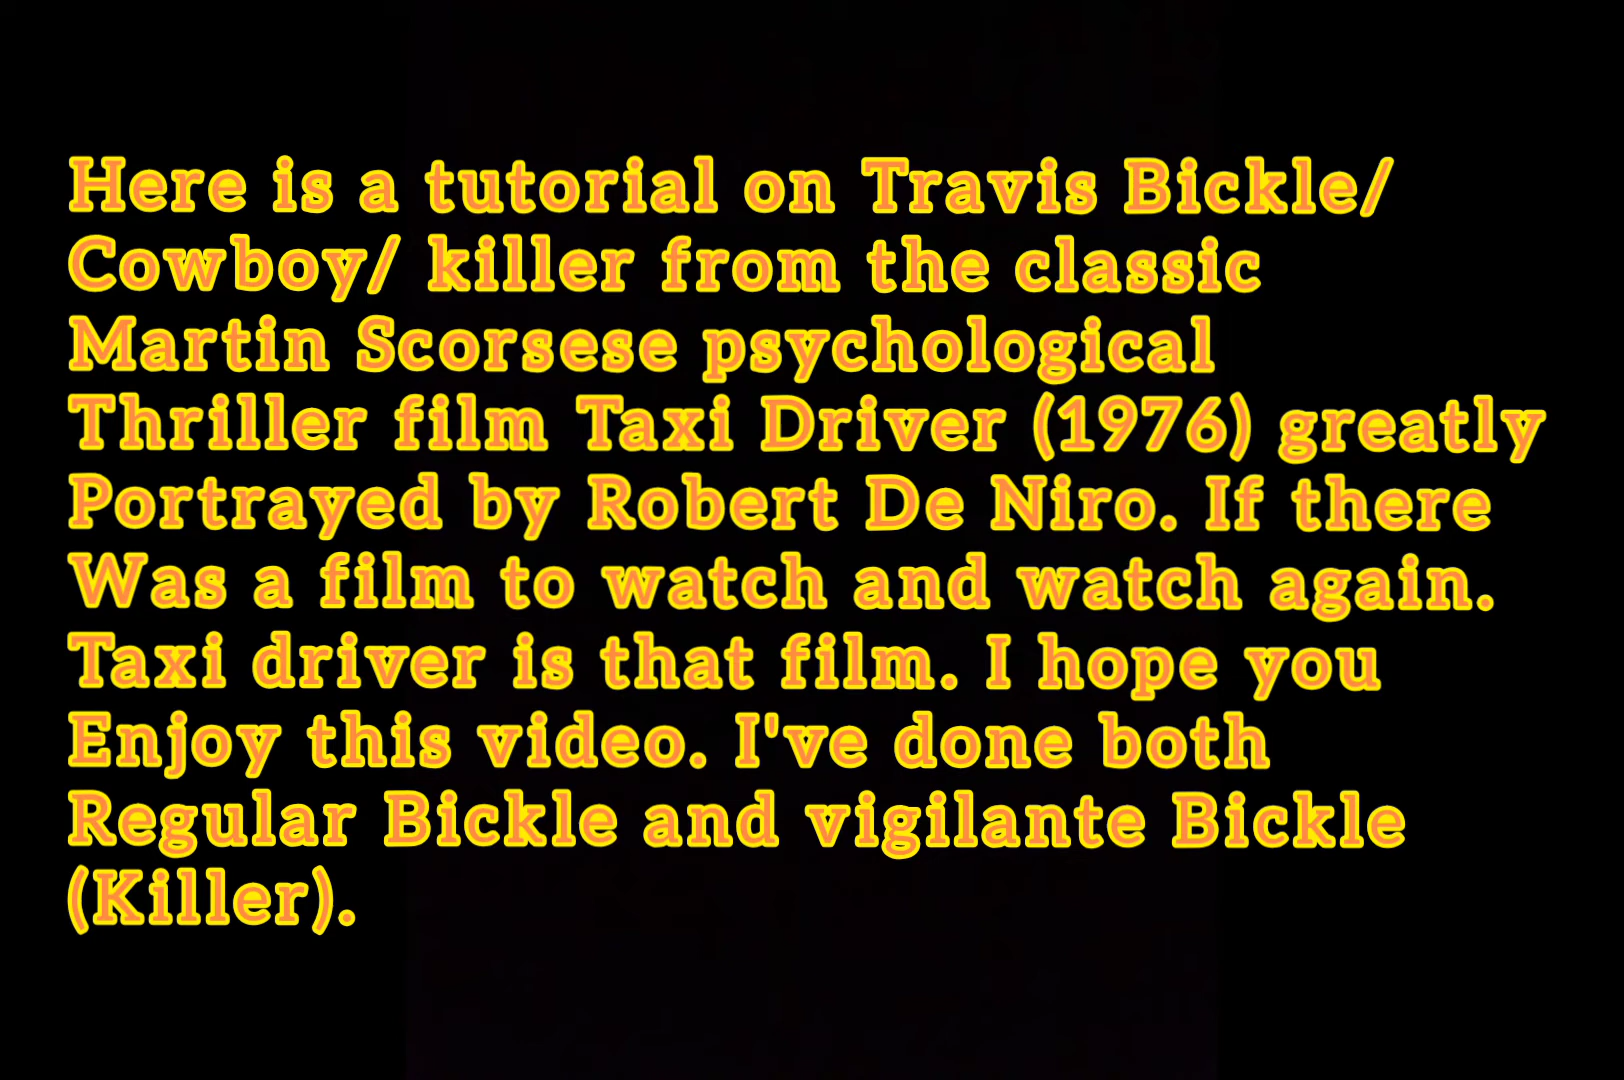 Here is a tutorial on Travis Bickle/
Cowboy/ killer from the classic
Martin Scorsese psychological
Thriller film Taxi Driver (1976) greatly
Portrayed by Robert De Niro. If there
Was a film to watch and watch again.
Taxi driver is that film. I hope you
Enjoy this video. I've done both
Regular Bickle and vigilante Bickle
(Killer).